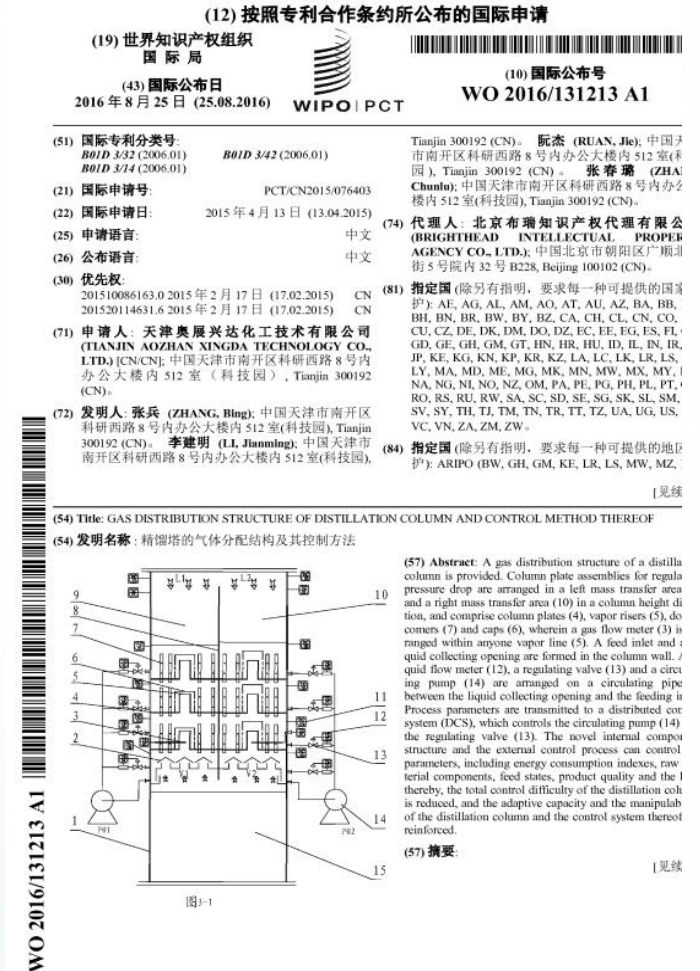 (12) 按照专利合作条约所公布的国际申请
(19) 世界知识产权组织
国 际 局
(43) 国际公布日
2016 年 8 月 25 日 (25.08.2016)
WIPO | PCT
(10) 国际公布号
WO 2016/131213 A1
(51) 国际专利分类号:
B01D 3/32 (2006.01) B01D 3/42 (2006.01)
B01D 3/14 (2006.01)
(21) 国际申请号: PCT/CN2015/076403
(22) 国际申请日: 2015 年 4 月 13 日 (13.04.2015)
(25) 申请语言: 中文
(26) 公布语言: 中文
(30) 优先权:
201510086163.0 2015 年 2 月 17 日 (17.02.2015) CN
201520114631.6 2015 年 2 月 17 日 (17.02.2015) CN
(71) 申请人: 天津奥展兴达化工技术有限公司
(TIANJIN AOZHAN XINGDA TECHNOLOGY CO.,
LTD.) [CN/CN]; 中国天津市南开区科研西路 8 号内
办公大楼内 512 室 (科技园) , Tianjin 300192
(CN)。
(72) 发明人: 张兵 (ZHANG, Bing); 中国天津市南开区
科研西路 8 号内办公大楼内 512 室(科技园), Tianjin
300192 (CN)。 李建明 (LI, Jianming); 中国天津市
南开区科研西路 8 号内办公大楼内 512 室(科技园),
Tianjin 300192 (CN)。 阮杰 (RUAN, Jie); 中国天
市南开区科研西路 8 号内办公大楼内 512 室(科
园 ), Tianjin 300192 (CN) 。 张春璐 (ZHA
Chunlu); 中国天津市南开区科研西路 8 号内办公
楼内 512 室(科技园), Tianjin 300192 (CN)。
(74) 代理人: 北京布瑞知识产权代理有限公
(BRIGHTHEAD INTELLECTUAL PROPER
AGENCY CO., LTD.); 中国北京市朝阳区广顺北
街 5 号院内 32 号 B228, Beijing 100102 (CN)。
(81) 指定国 (除另有指明，要求每一种可提供的国家
护): AE, AG, AL, AM, AO, AT, AU, AZ, BA, BB,
BH, BN, BR, BW, BY, BZ, CA, CH, CL, CN, CO,
CU, CZ, DE, DK, DM, DO, DZ, EC, EE, EG, ES, FI,
GD, GE, GH, GM, GT, HN, HR, HU, ID, IL, IN, IR,
JP, KE, KG, KN, KP, KR, KZ, LA, LC, LK, LR, LS,
LY, MA, MD, ME, MG, MK, MN, MW, MX, MY,
NA, NG, NI, NO, NZ, OM, PA, PE, PG, PH, PL, PT,
RO, RS, RU, RW, SA, SC, SD, SE, SG, SK, SL, SM,
SV, SY, TH, TJ, TM, TN, TR, TT, TZ, UA, UG, US,
VC, VN, ZA, ZM, ZW。
(84) 指定国 (除另有指明，要求每一种可提供的地区
护): ARIPO (BW, GH, GM, KE, LR, LS, MW, MZ,
[见续
(54) Title: GAS DISTRIBUTION STRUCTURE OF DISTILLATION COLUMN AND CONTROL METHOD THEREOF
(54) 发明名称 : 精馏塔的气体分配结构及其控制方法
9
8
7
6
5
4
3
2
1
L1
L2
V1
V2
P01
P02
10
11
12
13
14
15
图3-1
(57) Abstract: A gas distribution structure of a distilla
column is provided. Column plate assemblies for regula
pressure drop are arranged in a left mass transfer area
and a right mass transfer area (10) in a column height di
tion, and comprise column plates (4), vapor risers (5), do
comers (7) and caps (6), wherein a gas flow meter (3) is
ranged within anyone vapor line (5). A feed inlet and a
quid collecting opening are formed in the column wall. A
quid flow meter (12), a regulating valve (13) and a circu
ing pump (14) are arranged on a circulating pipe
between the liquid collecting opening and the feeding in
Process parameters are transmitted to a distributed con
system (DCS), which controls the circulating pump (14)
the regulating valve (13). The novel internal compon
structure and the external control process can control
parameters, including energy consumption indexes, raw
terial components, feed states, product quality and the l
thereby, the total control difficulty of the distillation colu
is reduced, and the adaptive capacity and the manipulab
of the distillation column and the control system thereof
reinforced.
(57) 摘要:
[见续
WO 2016/131213 A1